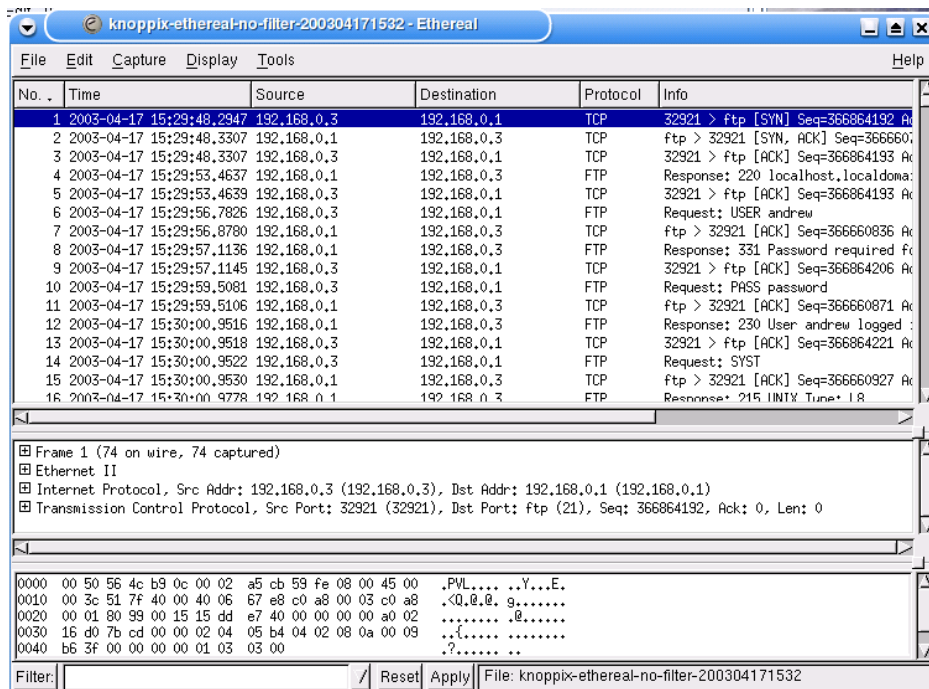 knoppix-ethereal-no-filter-200304171532 - Ethereal
File Edit Capture Display Tools Help
No. Time Source Destination Protocol Info
1 2003-04-17 15:29:48.2947 192.168.0.3 192.168.0.1 TCP 32921 > ftp [SYN] Seq=366864192 A
2 2003-04-17 15:29:48.3307 192.168.0.1 192.168.0.3 TCP ftp > 32921 [SYN, ACK] Seq=366660
3 2003-04-17 15:29:48.3307 192.168.0.3 192.168.0.1 TCP 32921 > ftp [ACK] Seq=366864193 A
4 2003-04-17 15:29:53.4637 192.168.0.1 192.168.0.3 FTP Response: 220 localhost.localdoma
5 2003-04-17 15:29:53.4639 192.168.0.3 192.168.0.1 TCP 32921 > ftp [ACK] Seq=366864193 A
6 2003-04-17 15:29:56.7826 192.168.0.3 192.168.0.1 FTP Request: USER andrew
7 2003-04-17 15:29:56.8780 192.168.0.1 192.168.0.3 TCP ftp > 32921 [ACK] Seq=366660836 A
8 2003-04-17 15:29:57.1136 192.168.0.1 192.168.0.3 FTP Response: 331 Password required f
9 2003-04-17 15:29:57.1145 192.168.0.3 192.168.0.1 TCP 32921 > ftp [ACK] Seq=366864206 A
10 2003-04-17 15:29:59.5081 192.168.0.3 192.168.0.1 FTP Request: PASS password
11 2003-04-17 15:29:59.5106 192.168.0.1 192.168.0.3 TCP ftp > 32921 [ACK] Seq=366660871 A
12 2003-04-17 15:30:00.9516 192.168.0.1 192.168.0.3 FTP Response: 230 User andrew logged
13 2003-04-17 15:30:00.9518 192.168.0.3 192.168.0.1 TCP 32921 > ftp [ACK] Seq=366864221 A
14 2003-04-17 15:30:00.9522 192.168.0.3 192.168.0.1 FTP Request: SYST
15 2003-04-17 15:30:00.9530 192.168.0.1 192.168.0.3 TCP ftp > 32921 [ACK] Seq=366660927 A
16 2003-04-17 15:30:00.9778 192.168.0.1 192.168.0.3 FTP Response: 215 UNIX Type: L8
Frame 1 (74 on wire, 74 captured)
Ethernet II
Internet Protocol, Src Addr: 192.168.0.3 (192.168.0.3), Dst Addr: 192.168.0.1 (192.168.0.1)
Transmission Control Protocol, Src Port: 32921 (32921), Dst Port: ftp (21), Seq: 366864192, Ack: 0, Len: 0
0000 00 50 56 4c b9 0c 00 02 a5 cb 59 fe 08 00 45 00 .PVL.... ..Y...E.
0010 00 3c 51 7f 40 00 40 06 67 e8 c0 a8 00 03 c0 a8 .<Q.@.@. g.......
0020 00 01 80 99 00 15 15 dd e7 40 00 00 00 00 a0 02 ........ .@......
0030 16 d0 7b cd 00 00 02 04 05 b4 04 02 08 0a 00 09 ..{..... ........
0040 b6 3f 00 00 00 00 01 03 03 00 .?...... ..
Filter: / Reset Apply File: knoppix-ethereal-no-filter-200304171532